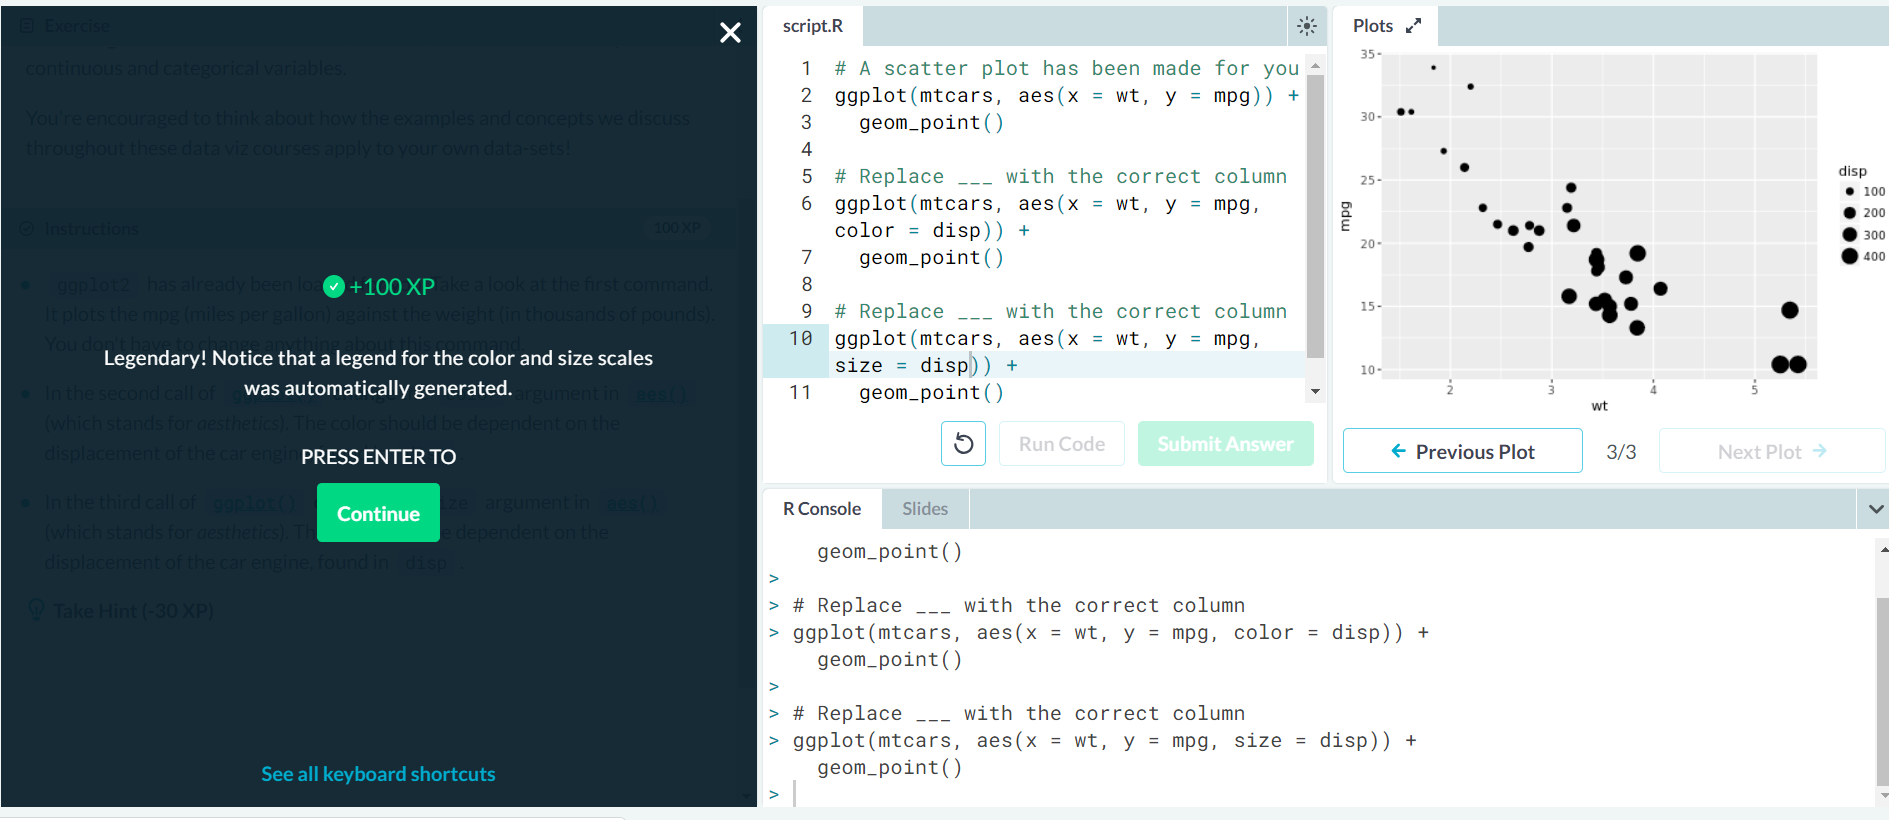 Exercise
continuous and categorical variables.
You're encouraged to think about how the examples and concepts we discuss
throughout these data viz courses apply to your own data-sets!
Instructions
100 XP
ggplot2 has already been loa
take a look at the first command.
It plots the mpg (miles per gallon) against the weight (in thousands of pounds).
You don't have to change anything about this command.
In the second call of
argument in aes()
(which stands for aesthetics). The color should be dependent on the
displacement of the car engin
In the third call of ggplot()
argument in aes()
(which stands for aesthetics). Th
e dependent on the
displacement of the car engine, found in disp .
Take Hint (-30 XP)
+100 XP
Legendary! Notice that a legend for the color and size scales
was automatically generated.
PRESS ENTER TO
Continue
See all keyboard shortcuts
script.R
1 # A scatter plot has been made for you
2 ggplot(mtcars, aes(x = wt, y = mpg)) +
3 geom_point()
4
5 # Replace ___ with the correct column
6 ggplot(mtcars, aes(x = wt, y = mpg,
color = disp)) +
7 geom_point()
8
9 # Replace ___ with the correct column
10 ggplot(mtcars, aes(x = wt, y = mpg,
size = disp)) +
11 geom_point()
Run Code
Submit Answer
Plots
35
30
25
20
15
10
mpg
2 3 4 5
wt
disp
100
200
300
400
Previous Plot
3/3
Next Plot
R Console
Slides
geom_point()
>
> # Replace ___ with the correct column
> ggplot(mtcars, aes(x = wt, y = mpg, color = disp)) +
geom_point()
>
> # Replace ___ with the correct column
> ggplot(mtcars, aes(x = wt, y = mpg, size = disp)) +
geom_point()
>